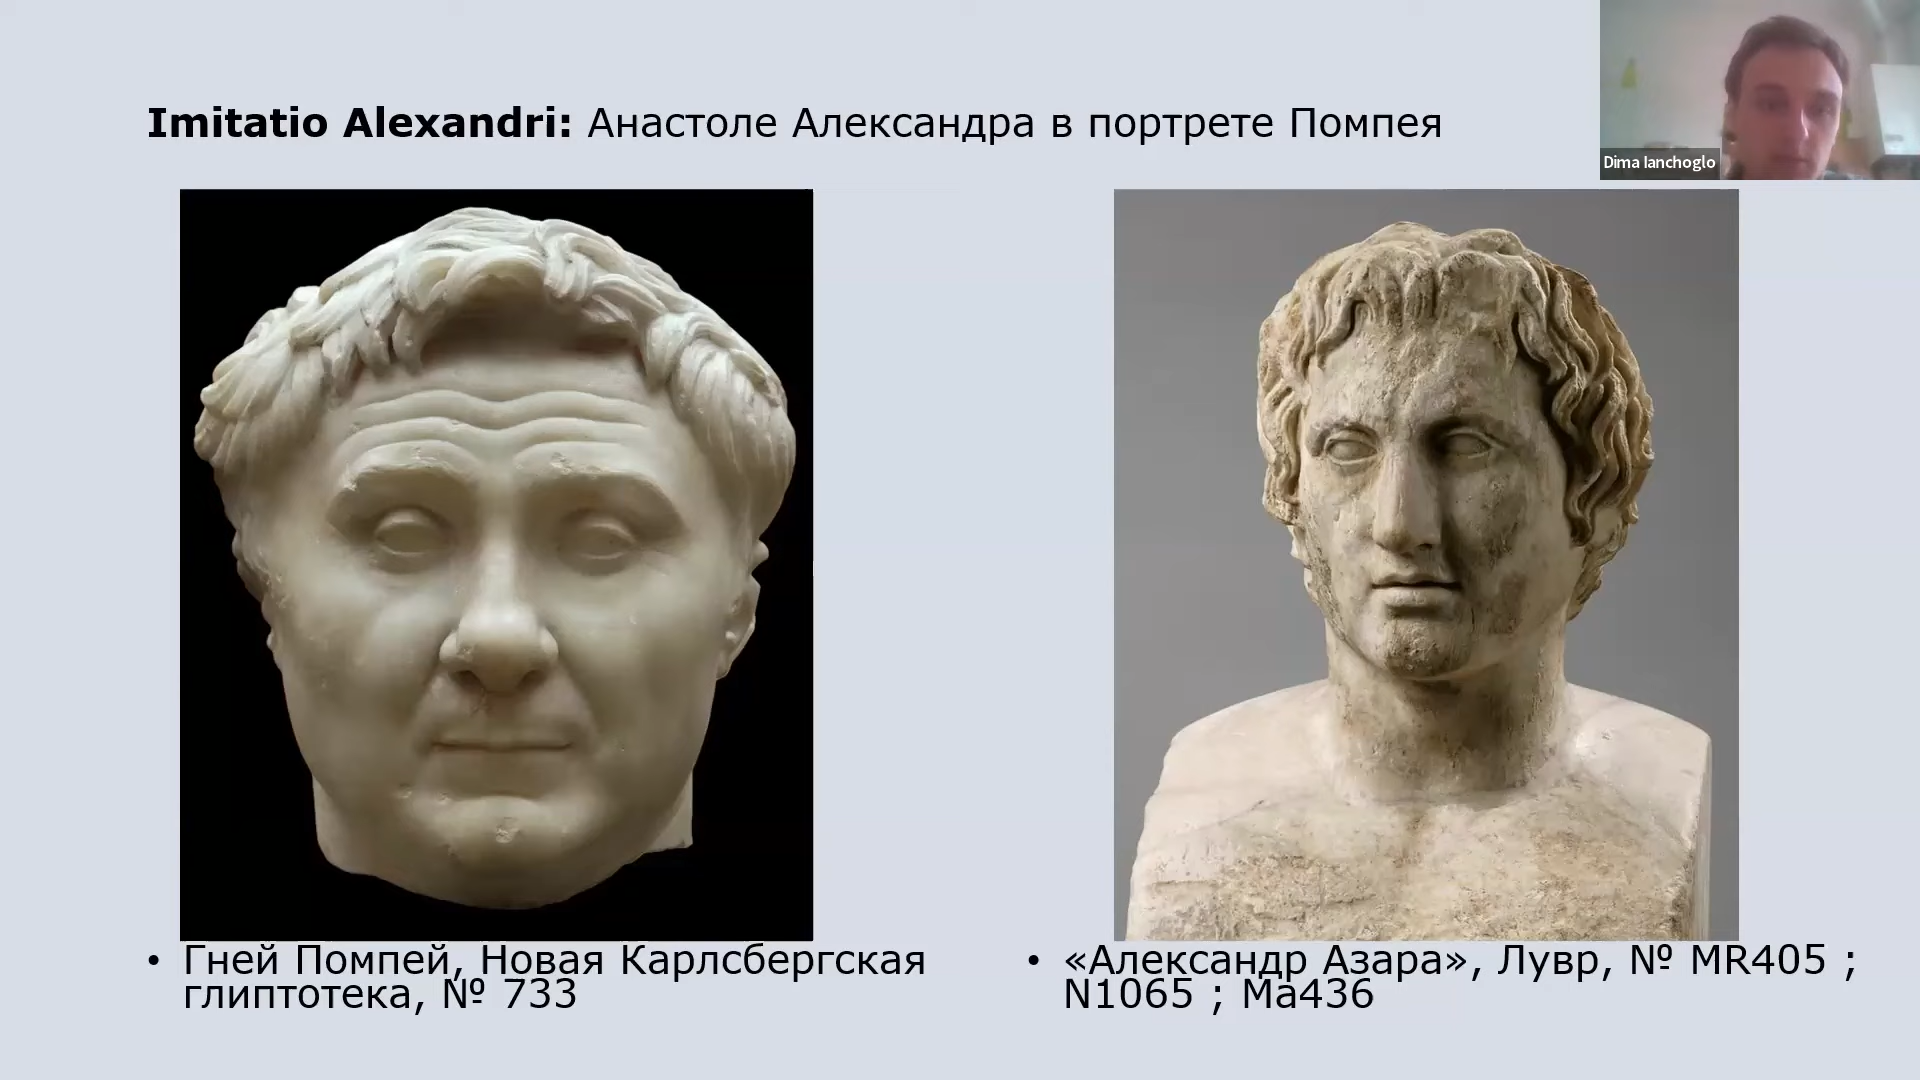 Imitatio Alexandri: Анастоле Александра в портрете Помпея
Dima Ianchoglo
• Гней Помпей, Новая Карлсбергская
глиптотека, № 733
• «Александр Азара», Лувр, № MR405 ;
N1065 ; Ma436